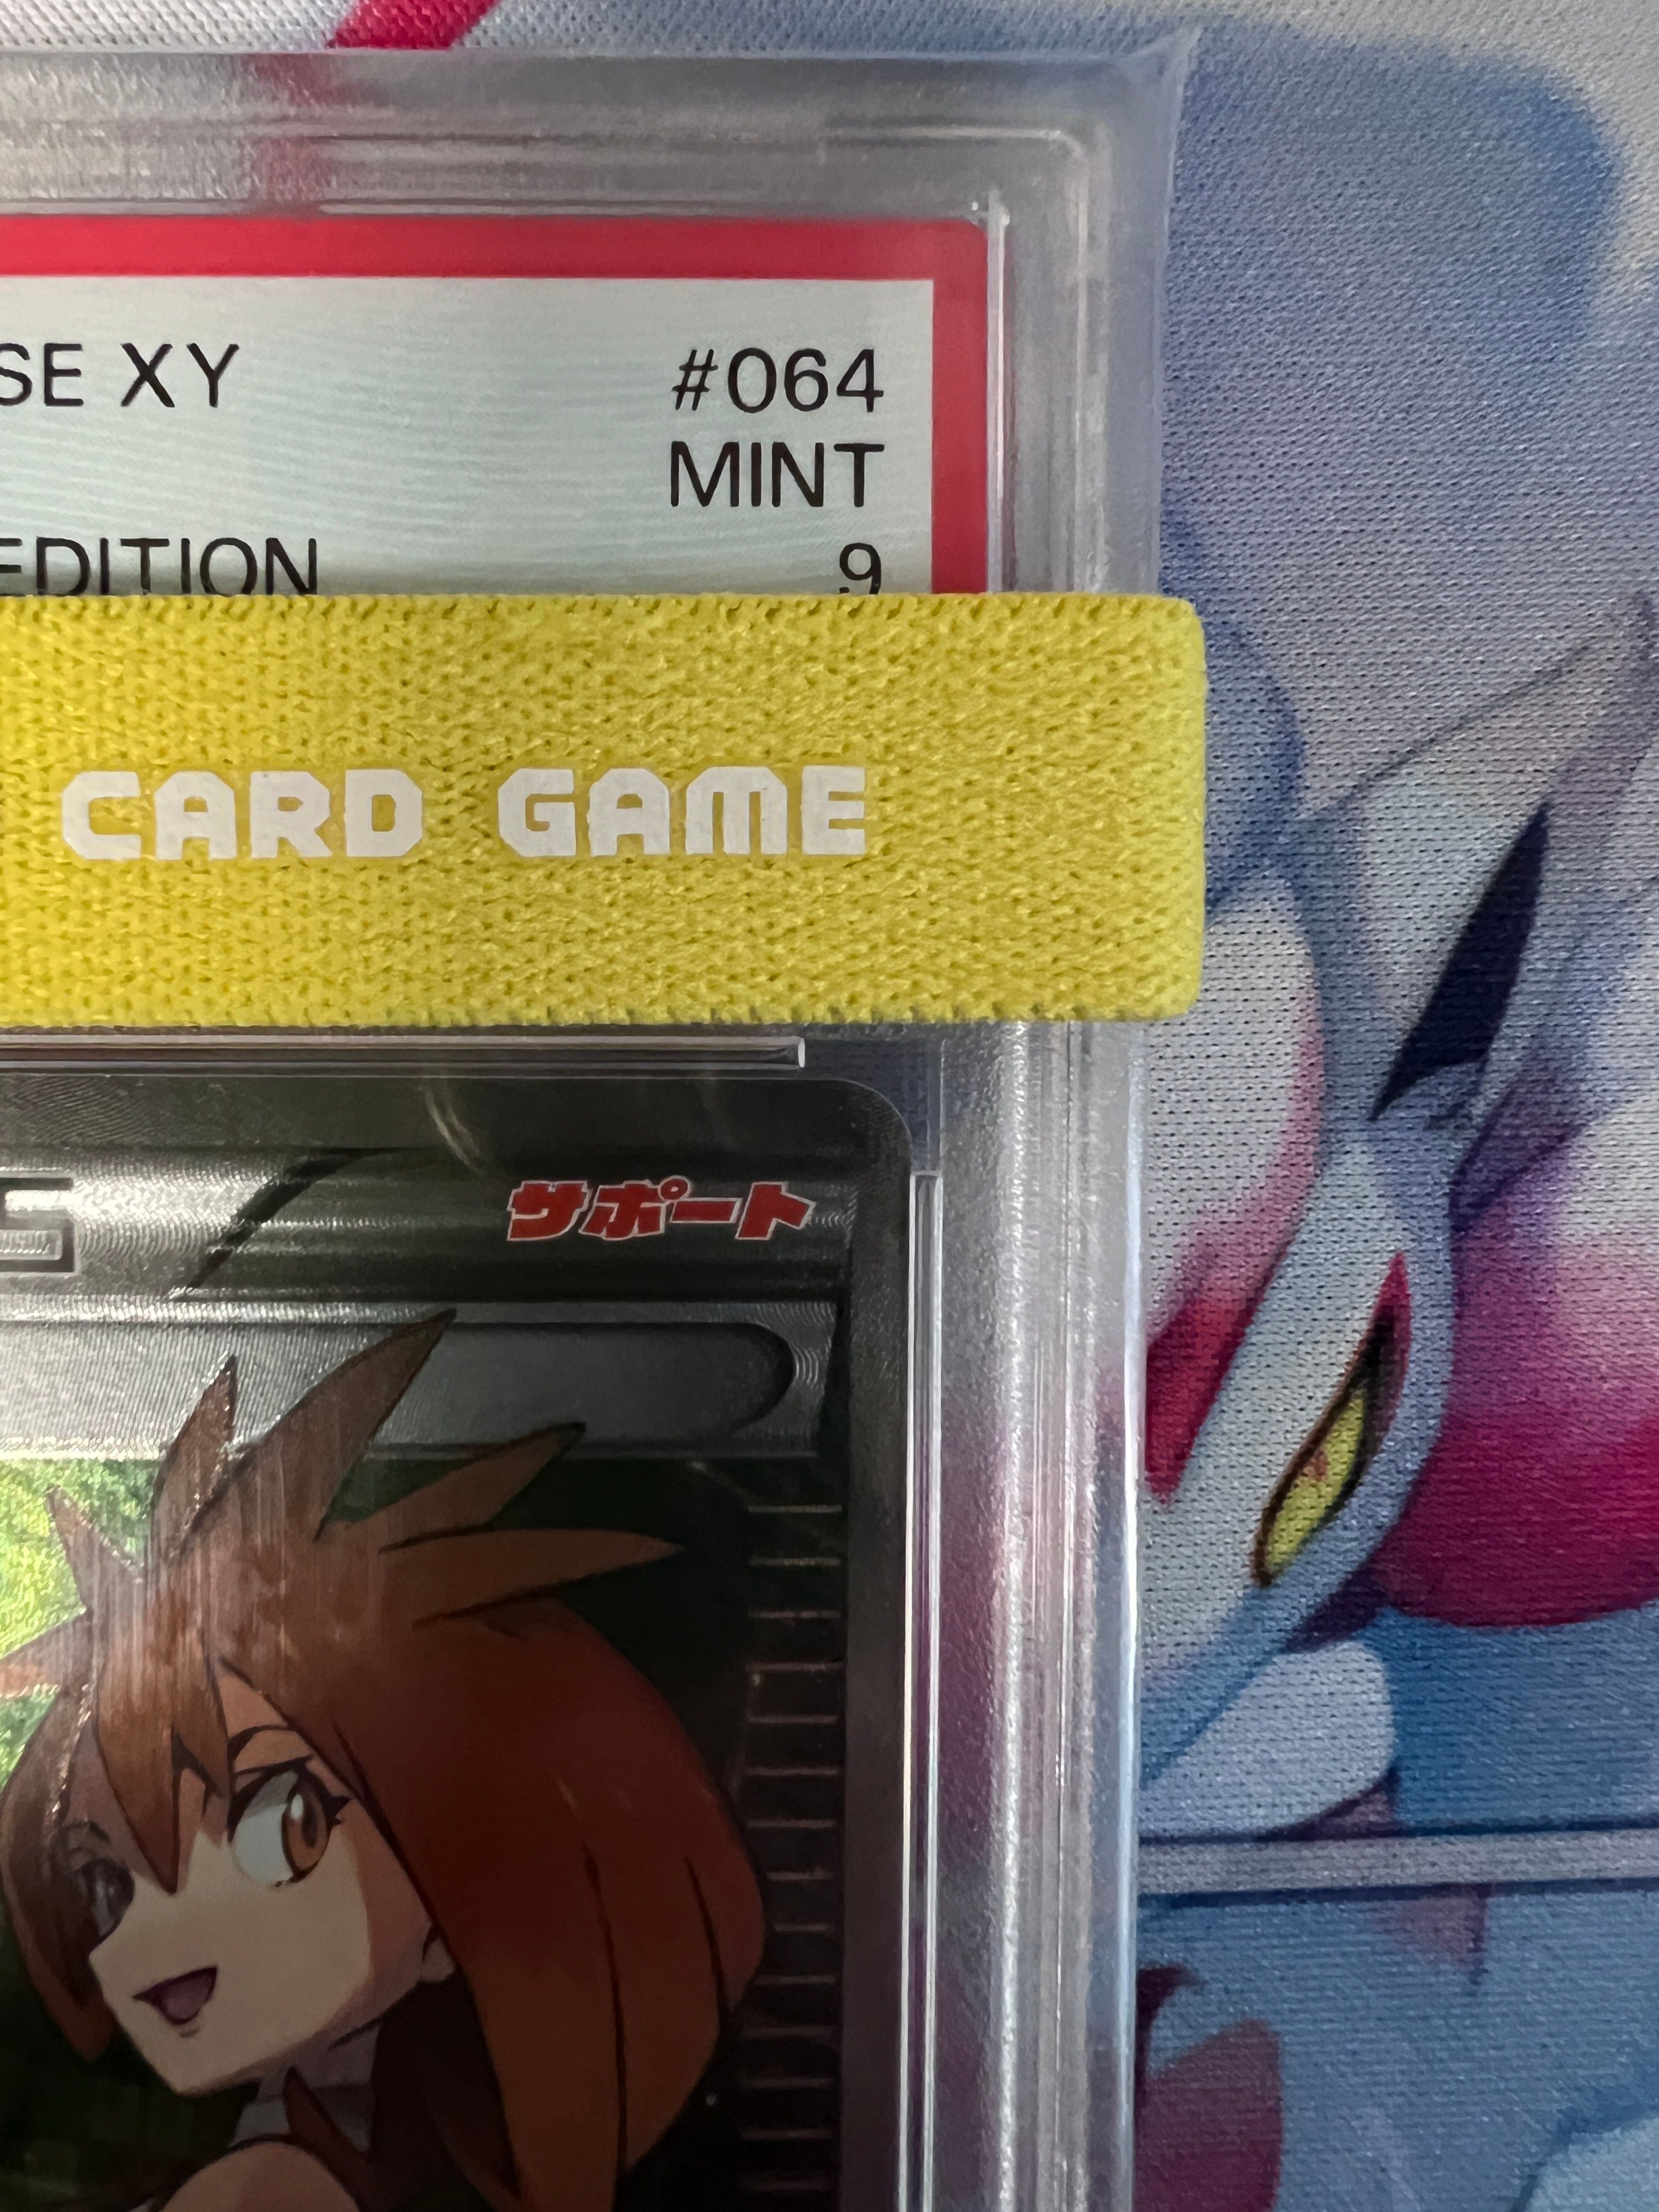 SE XY #064
MINT
EDITION 9
CARD GAME
サポート